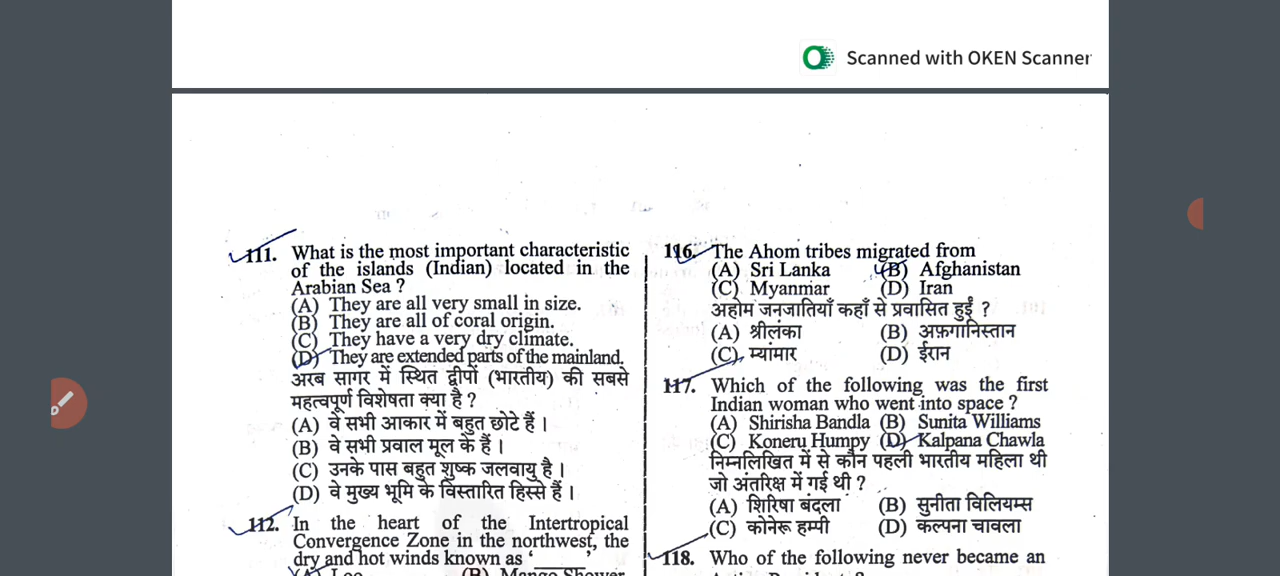 Scanned with OKEN Scanner
111. What is the most important characteristic
of the islands (Indian) located in the
Arabian Sea ?
(A) They are all very small in size.
(B) They are all of coral origin.
(C) They have a very dry climate.
(D) They are extended parts of the mainland.
अरब सागर में स्थित द्वीपों (भारतीय) की सबसे
महत्वपूर्ण विशेषता क्या है ?
(A) वे सभी आकार में बहुत छोटे हैं ।
(B) वे सभी प्रवाल मूल के हैं ।
(C) उनके पास बहुत शुष्क जलवायु है ।
(D) वे मुख्य भूमि के विस्तारित हिस्से हैं ।
112. In the heart of the Intertropical
Convergence Zone in the northwest, the
dry and hot winds known as ‘______’
(A) Loo (B) Mango Shower
116. The Ahom tribes migrated from
(A) Sri Lanka (B) Afghanistan
(C) Myanmar (D) Iran
अहोम जनजातियाँ कहाँ से प्रवासित हुईं ?
(A) श्रीलंका (B) अफ़गानिस्तान
(C) म्यांमार (D) ईरान
117. Which of the following was the first
Indian woman who went into space ?
(A) Shirisha Bandla (B) Sunita Williams
(C) Koneru Humpy (D) Kalpana Chawla
निम्नलिखित में से कौन पहली भारतीय महिला थी
जो अंतरिक्ष में गई थी ?
(A) शिरिषा बंदला (B) सुनीता विलियम्स
(C) कोनेरू हम्पी (D) कल्पना चावला
118. Who of the following never became an